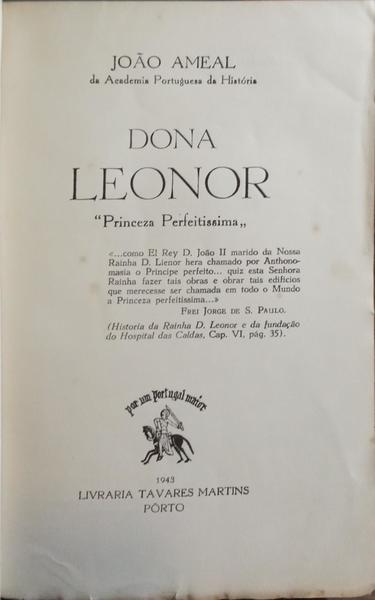 JOÃO AMEAL
da Academia Portuguesa da História
DONA
LEONOR
"Princeza Perfeitissima„
«...como El Rey D. João II marido da Nossa
Rainha D. Lienor hera chamado por Anthono-
masia o Principe perfeito... quiz esta Senhora
Rainha fazer tais obras e obrar tais edificios
que merecesse ser chamada em todo o Mundo
a Princeza perfeitissima...»
FREI JORGE DE S. PAULO.
(Historia da Rainha D. Leonor e da fundação
do Hospital das Caldas, Cap. VI, pág. 35).
por um portugal maior
1943
LIVRARIA TAVARES MARTINS
PÔRTO